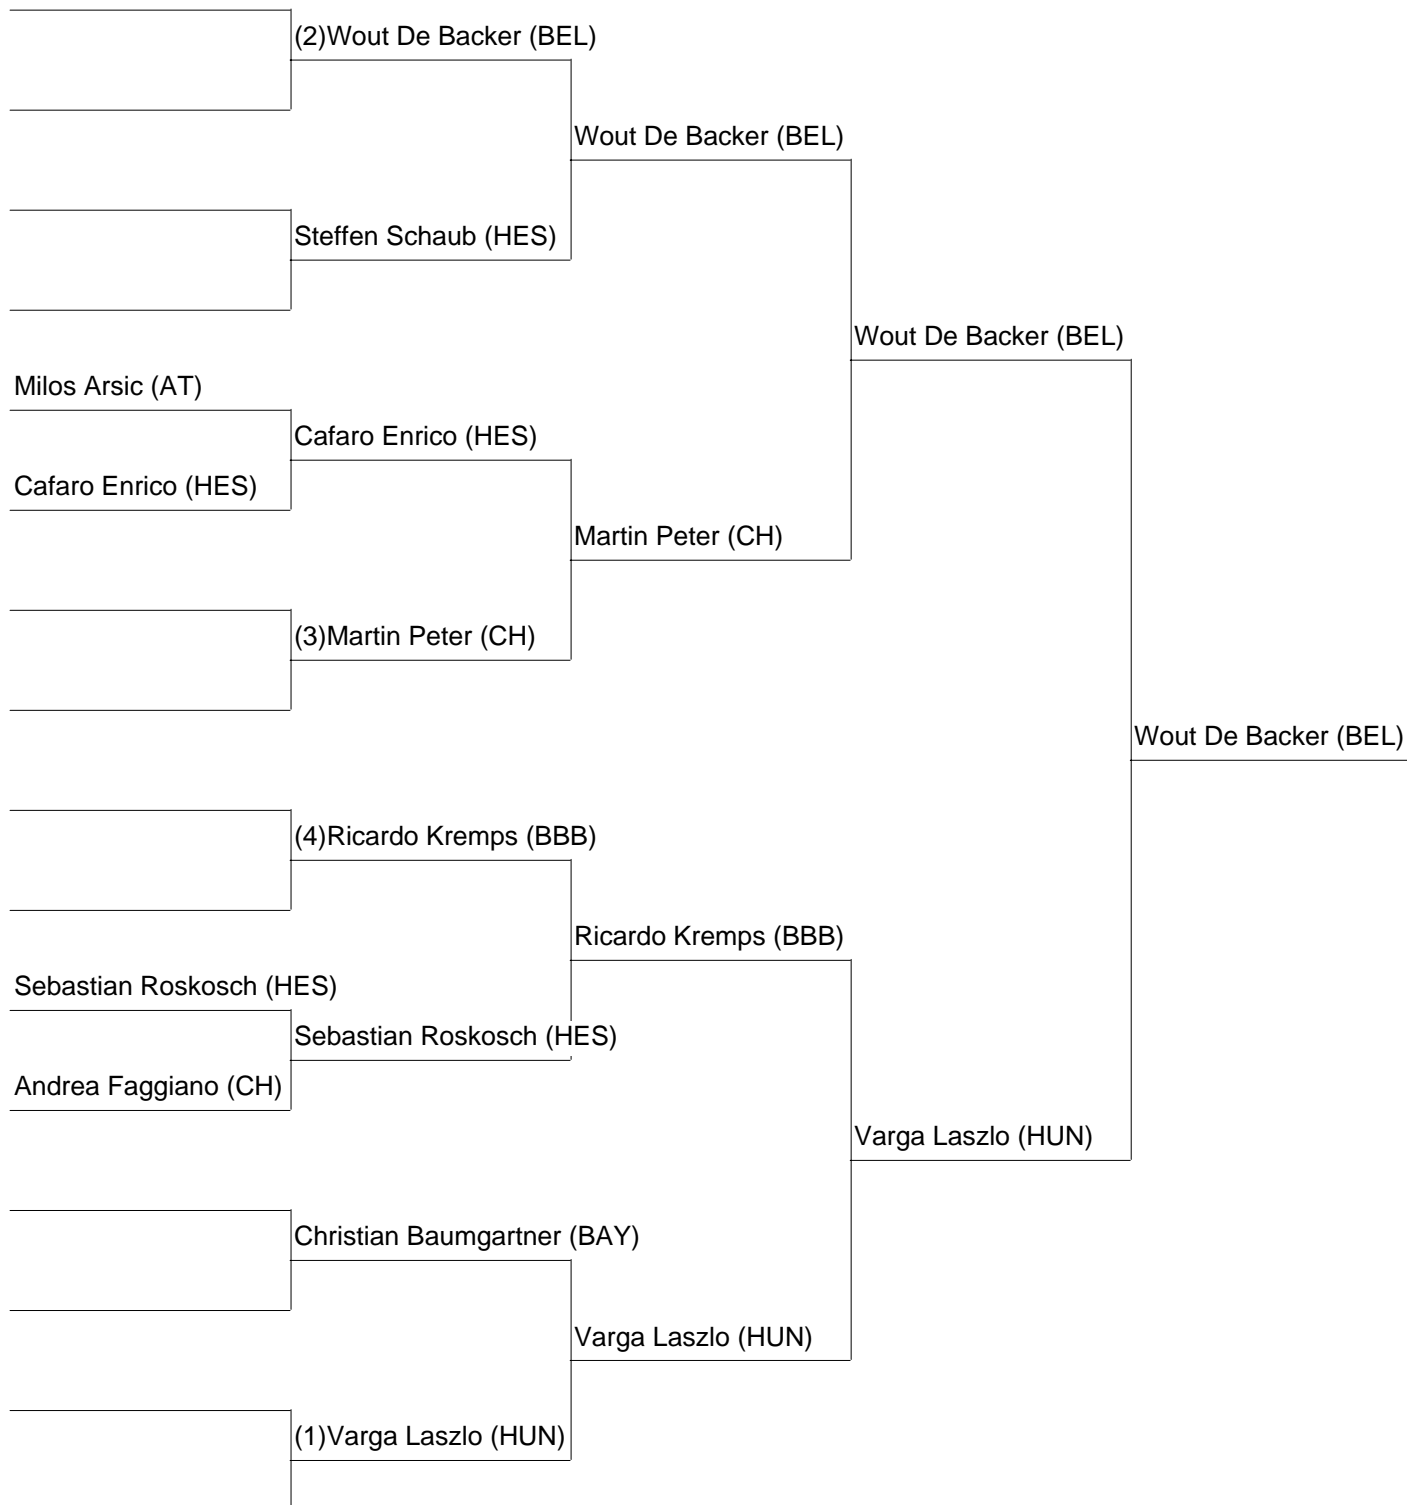 (2)Wout De Backer (BEL)
Wout De Backer (BEL)
Steffen Schaub (HES)
Wout De Backer (BEL)
Milos Arsic (AT)
Cafaro Enrico (HES)
Cafaro Enrico (HES)
Martin Peter (CH)
(3)Martin Peter (CH)
Wout De Backer (BEL)
(4)Ricardo Kremps (BBB)
Ricardo Kremps (BBB)
Sebastian Roskosch (HES)
Sebastian Roskosch (HES)
Andrea Faggiano (CH)
Varga Laszlo (HUN)
Christian Baumgartner (BAY)
Varga Laszlo (HUN)
(1)Varga Laszlo (HUN)